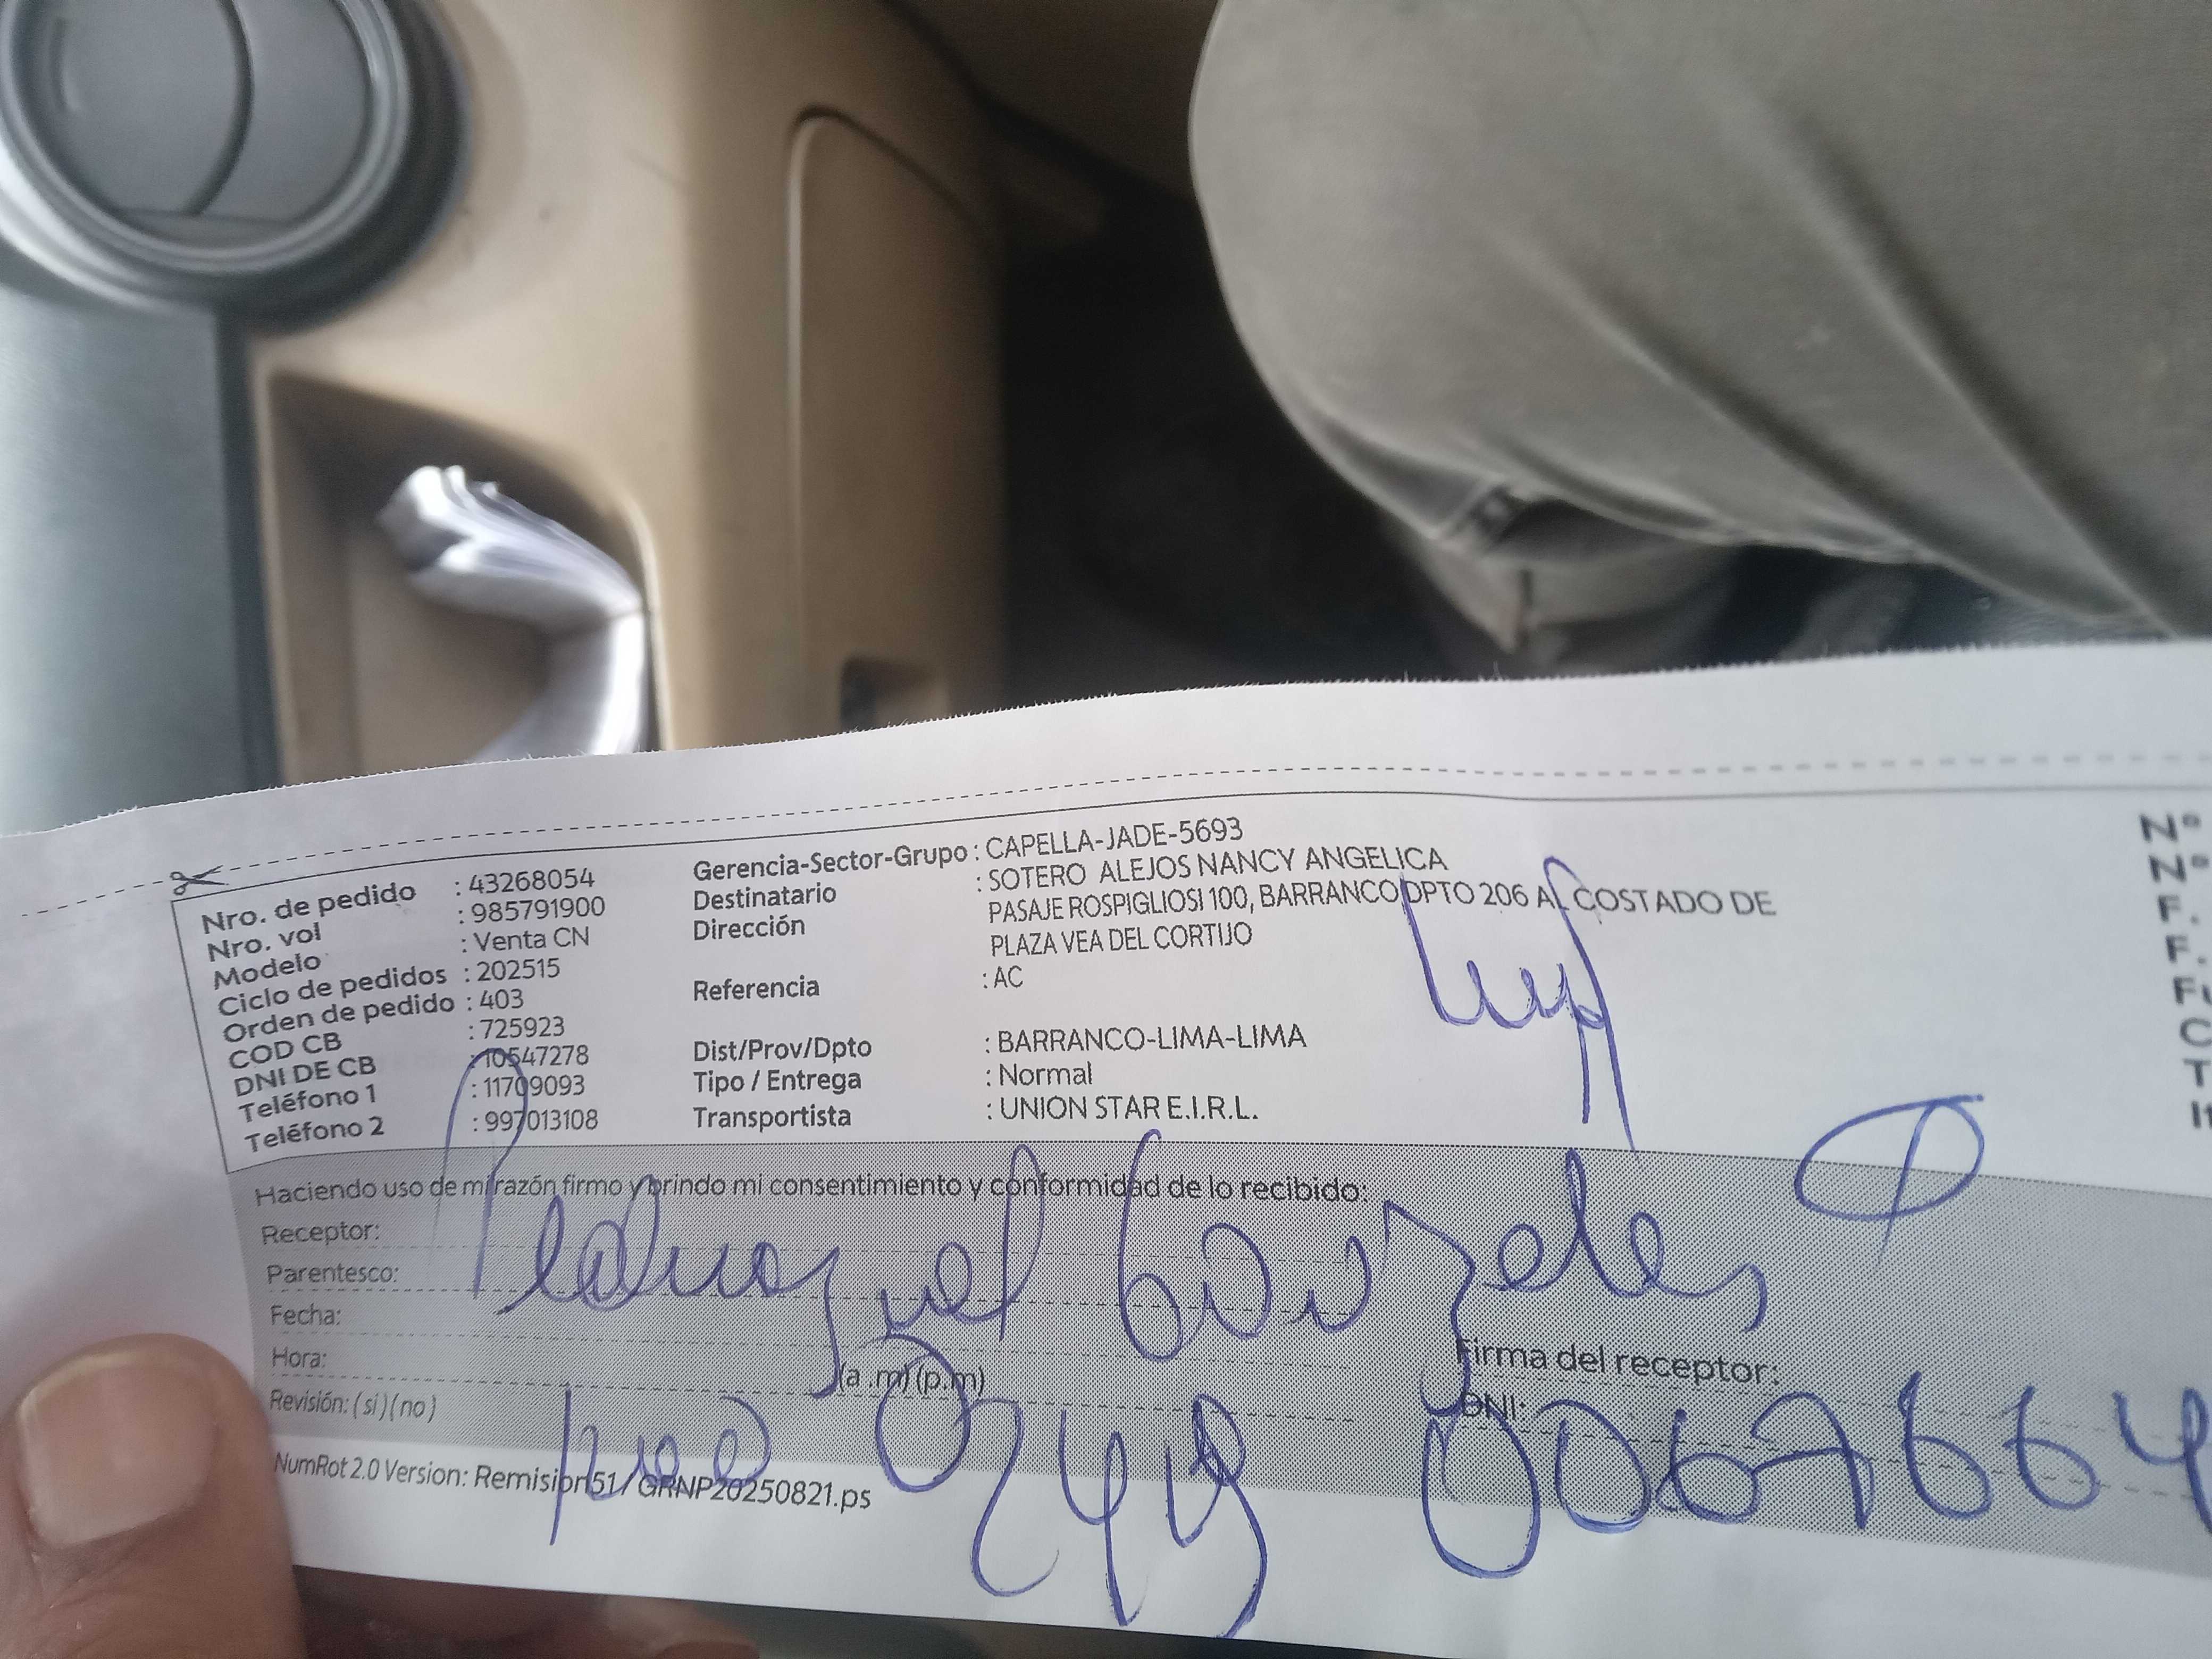 Nro. de pedido : 43268054
Nro. vol : 985791900
Modelo : Venta CN
Ciclo de pedidos : 202515
Orden de pedido : 403
COD CB : 725923
DNI DE CB : 10547278
Teléfono 1 : 11709093
Teléfono 2 : 997013108
Gerencia-Sector-Grupo : CAPELLA-JADE-5693
Destinatario : SOTERO ALEJOS NANCY ANGELICA
Dirección PASAJE ROSPIGLIOSI 100, BARRANCO DPTO 206 AL COSTADO DE
PLAZA VEA DEL CORTIJO
Referencia : AC
Dist/Prov/Dpto : BARRANCO-LIMA-LIMA
Tipo / Entrega : Normal
Transportista : UNION STAR E.I.R.L.
Nº
Nº
F.
F.
Haciendo uso de mi razón firmo y brindo mi consentimiento y conformidad de lo recibido:
Receptor:
Parentesco:
Fecha:
Hora: (a .m) (p.m)
Revisión: ( si ) ( no )
Firma del receptor:
DNI:
NumRot 2.0 Version: Remision51/GRNP20250821.ps